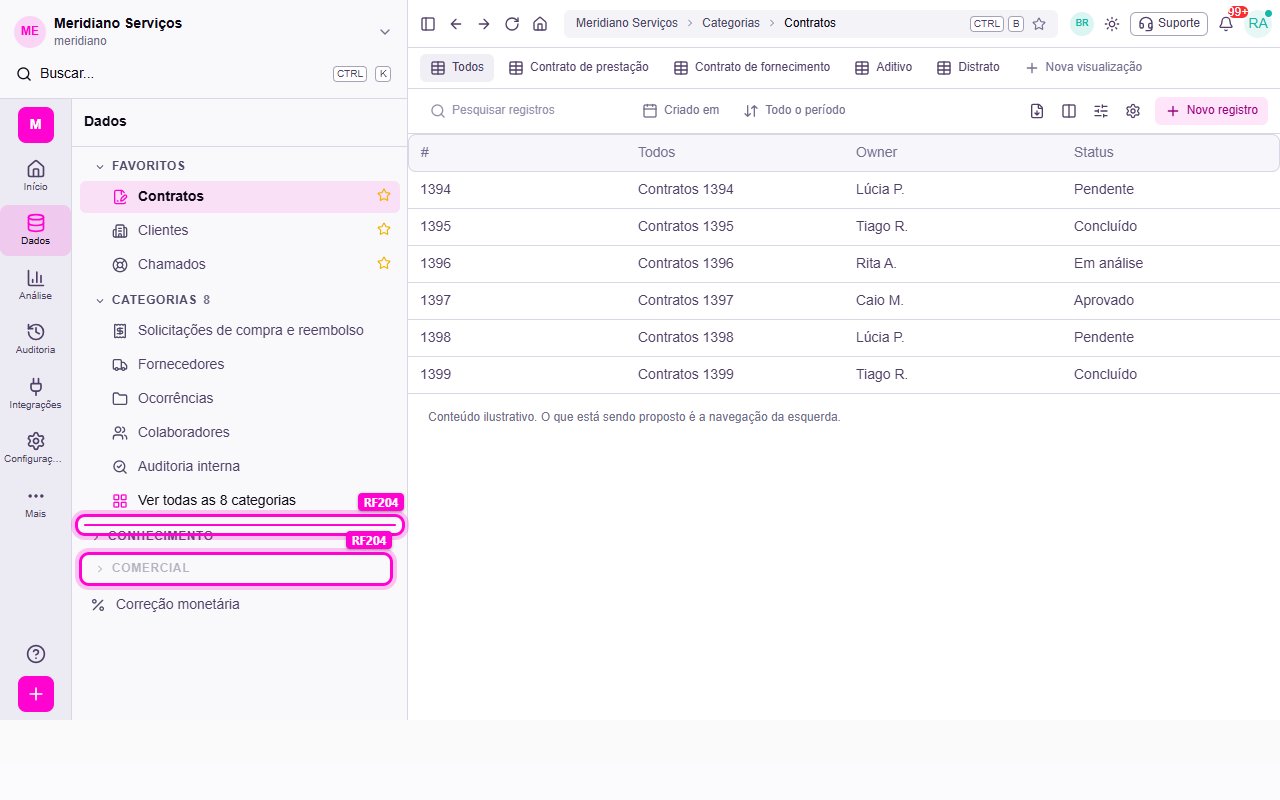 ME
Meridiano Serviços
meridiano
Buscar...
CTRL K
M
Início
Dados
Análise
Auditoria
Integrações
Configuraç...
Mais
Dados
FAVORITOS
Contratos
Clientes
Chamados
CATEGORIAS 8
Solicitações de compra e reembolso
Fornecedores
Ocorrências
Colaboradores
Auditoria interna
Ver todas as 8 categorias
RF204
CONHECIMENTO
RF204
COMERCIAL
Correção monetária
Meridiano Serviços > Categorias > Contratos
CTRL B
BR
Suporte
99+
RA
Todos
Contrato de prestação
Contrato de fornecimento
Aditivo
Distrato
Nova visualização
Pesquisar registros
Criado em
Todo o período
Novo registro
# Todos Owner Status
1394 Contratos 1394 Lúcia P. Pendente
1395 Contratos 1395 Tiago R. Concluído
1396 Contratos 1396 Rita A. Em análise
1397 Contratos 1397 Caio M. Aprovado
1398 Contratos 1398 Lúcia P. Pendente
1399 Contratos 1399 Tiago R. Concluído
Conteúdo ilustrativo. O que está sendo proposto é a navegação da esquerda.